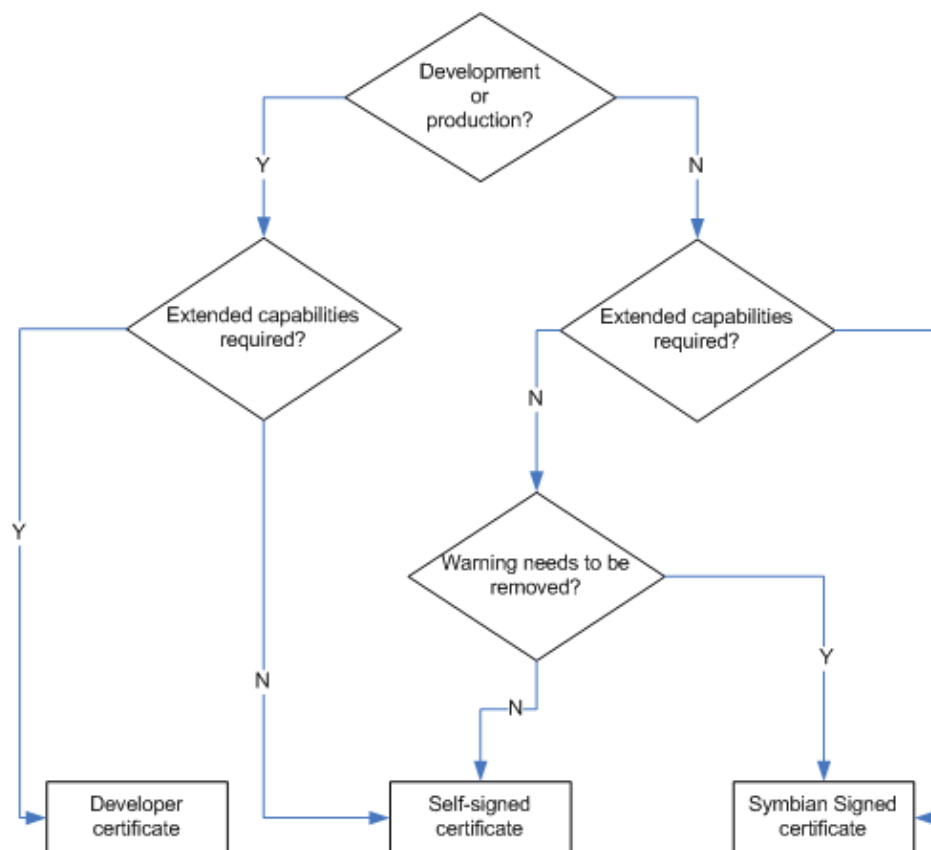 Development
or
production?
Y
N
Extended capabilities
required?
Extended capabilities
required?
N
Y
Warning needs to be
removed?
Y
N
N
Developer
certificate
Self-signed
certificate
Symbian Signed
certificate